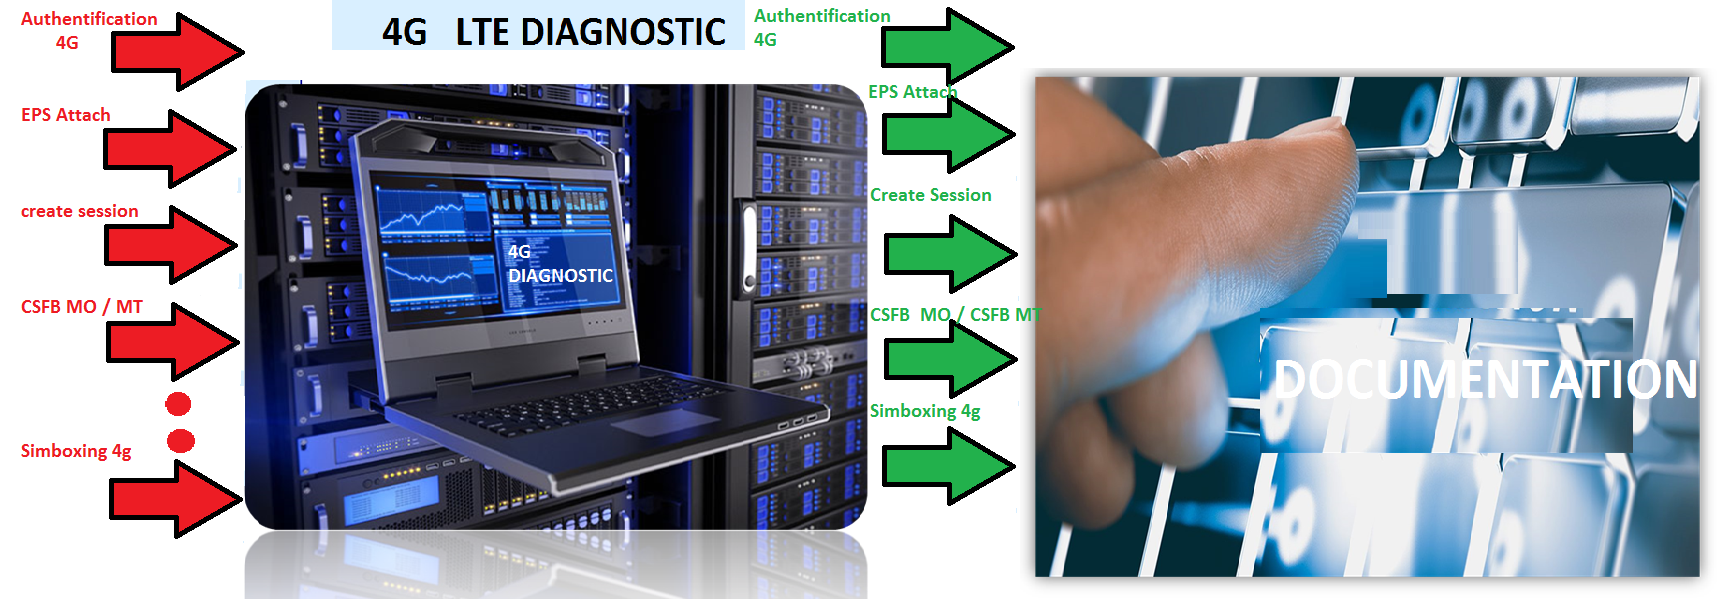 Authentification
4G
EPS Attach
create session
CSFB MO / MT
Simboxing 4g
4G LTE DIAGNOSTIC
4G
DIAGNOSTIC
Authentification
4G
EPS Attach
Create Session
CSFB MO / CSFB MT
Simboxing 4g
DOCUMENTATION